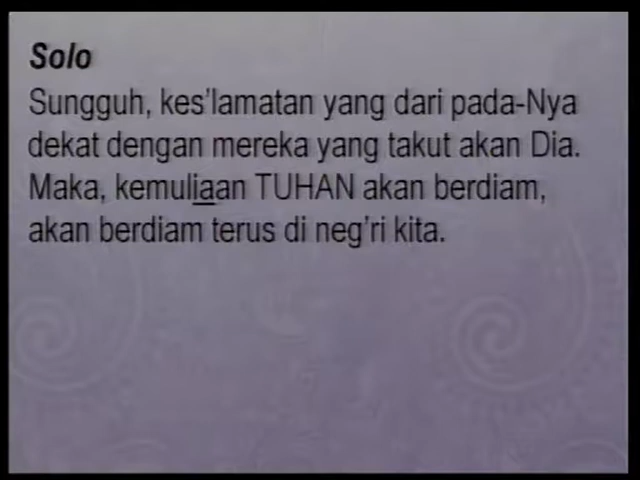 Solo
Sungguh, kes'lamatan yang dari pada-Nya
dekat dengan mereka yang takut akan Dia.
Maka, kemuliaan TUHAN akan berdiam,
akan berdiam terus di neg'ri kita.